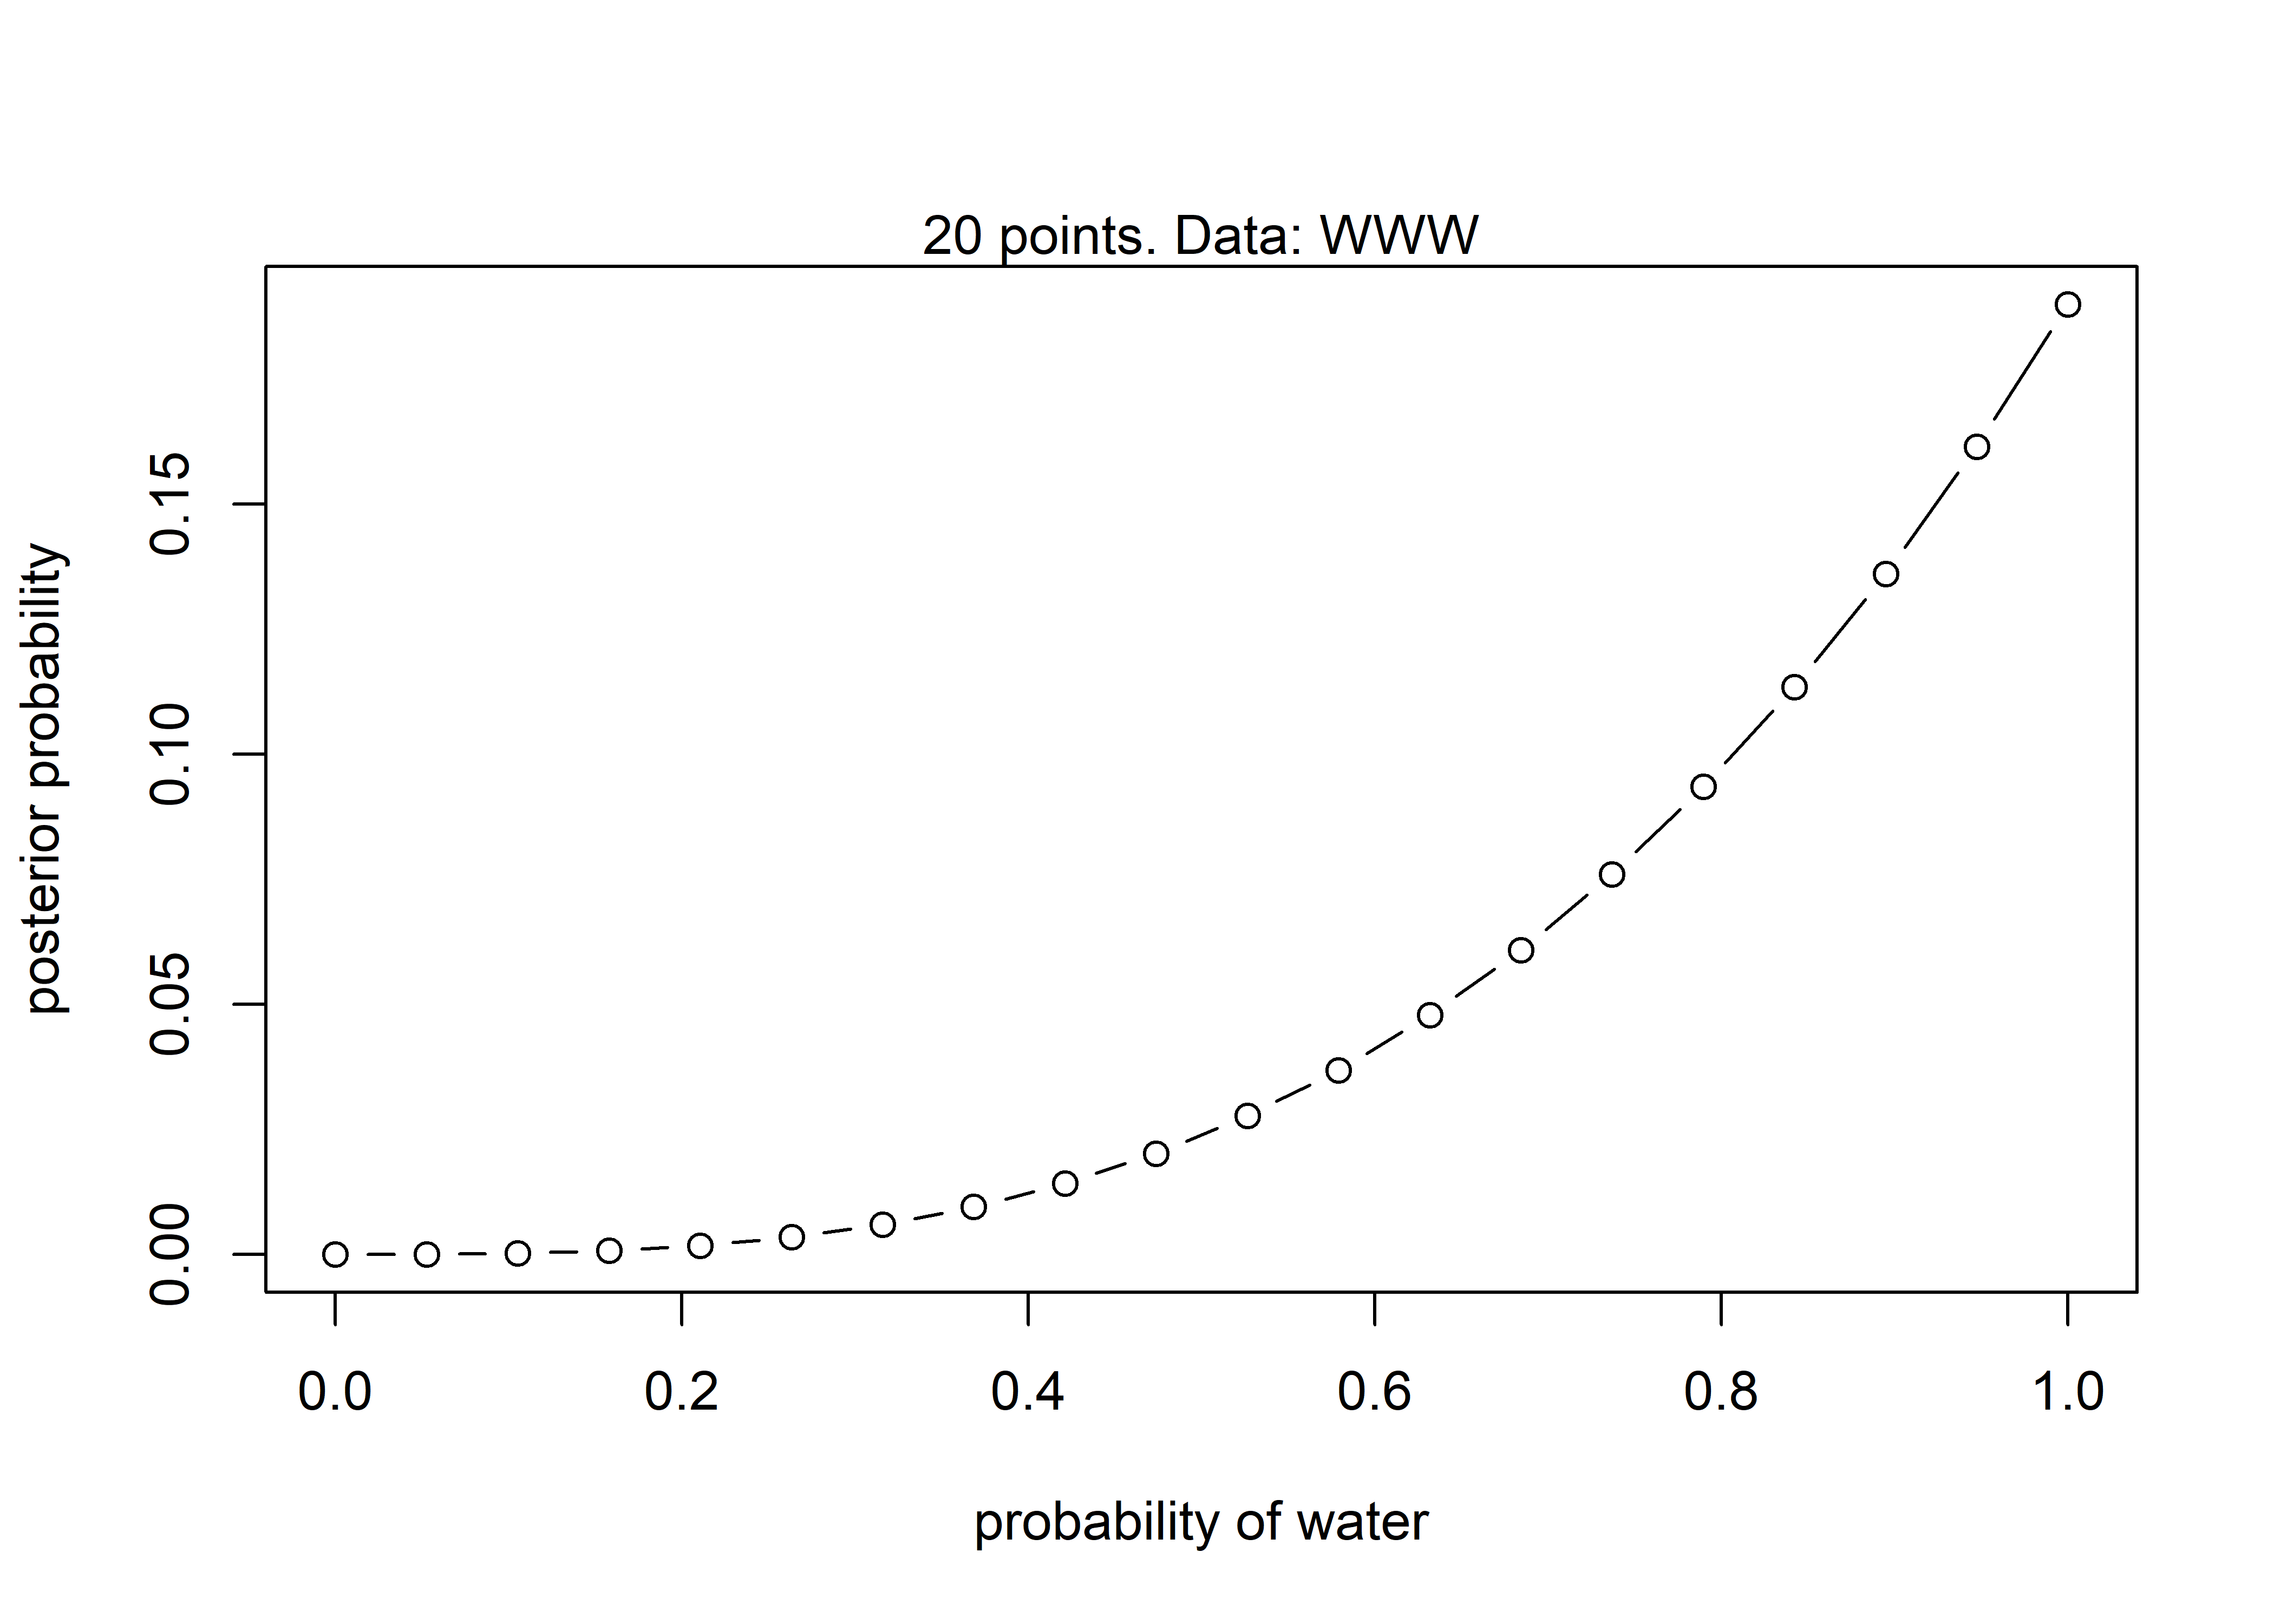 20 points. Data: WWW
posterior probability
0.15
0.10
0.05
0.00
0.0 0.2 0.4 0.6 0.8 1.0
probability of water